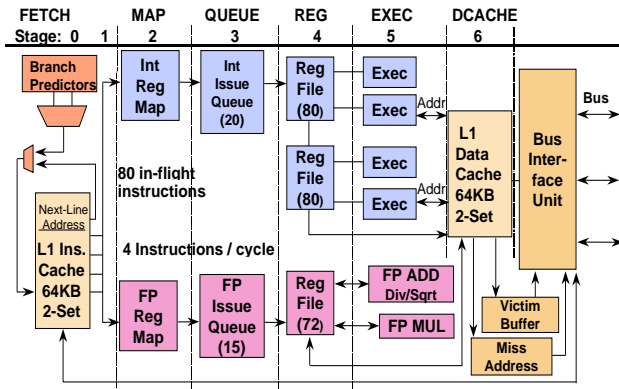 FETCH MAP QUEUE REG EXEC DCACHE
Stage: 0 1 2 3 4 5 6
Branch
Predictors
Int
Reg
Map
Int
Issue
Queue
(20)
Reg
File
(80)
Exec
Exec
Addr
Reg
File
(80)
Exec
Exec
Addr
L1
Data
Cache
64KB
2-Set
Bus
Inter-
face
Unit
Bus
80 in-flight
instructions
Next-Line
Address
L1 Ins.
Cache
64KB
2-Set
4 Instructions / cycle
FP
Reg
Map
FP
Issue
Queue
(15)
Reg
File
(72)
FP ADD
Div/Sqrt
FP MUL
Victim
Buffer
Miss
Address